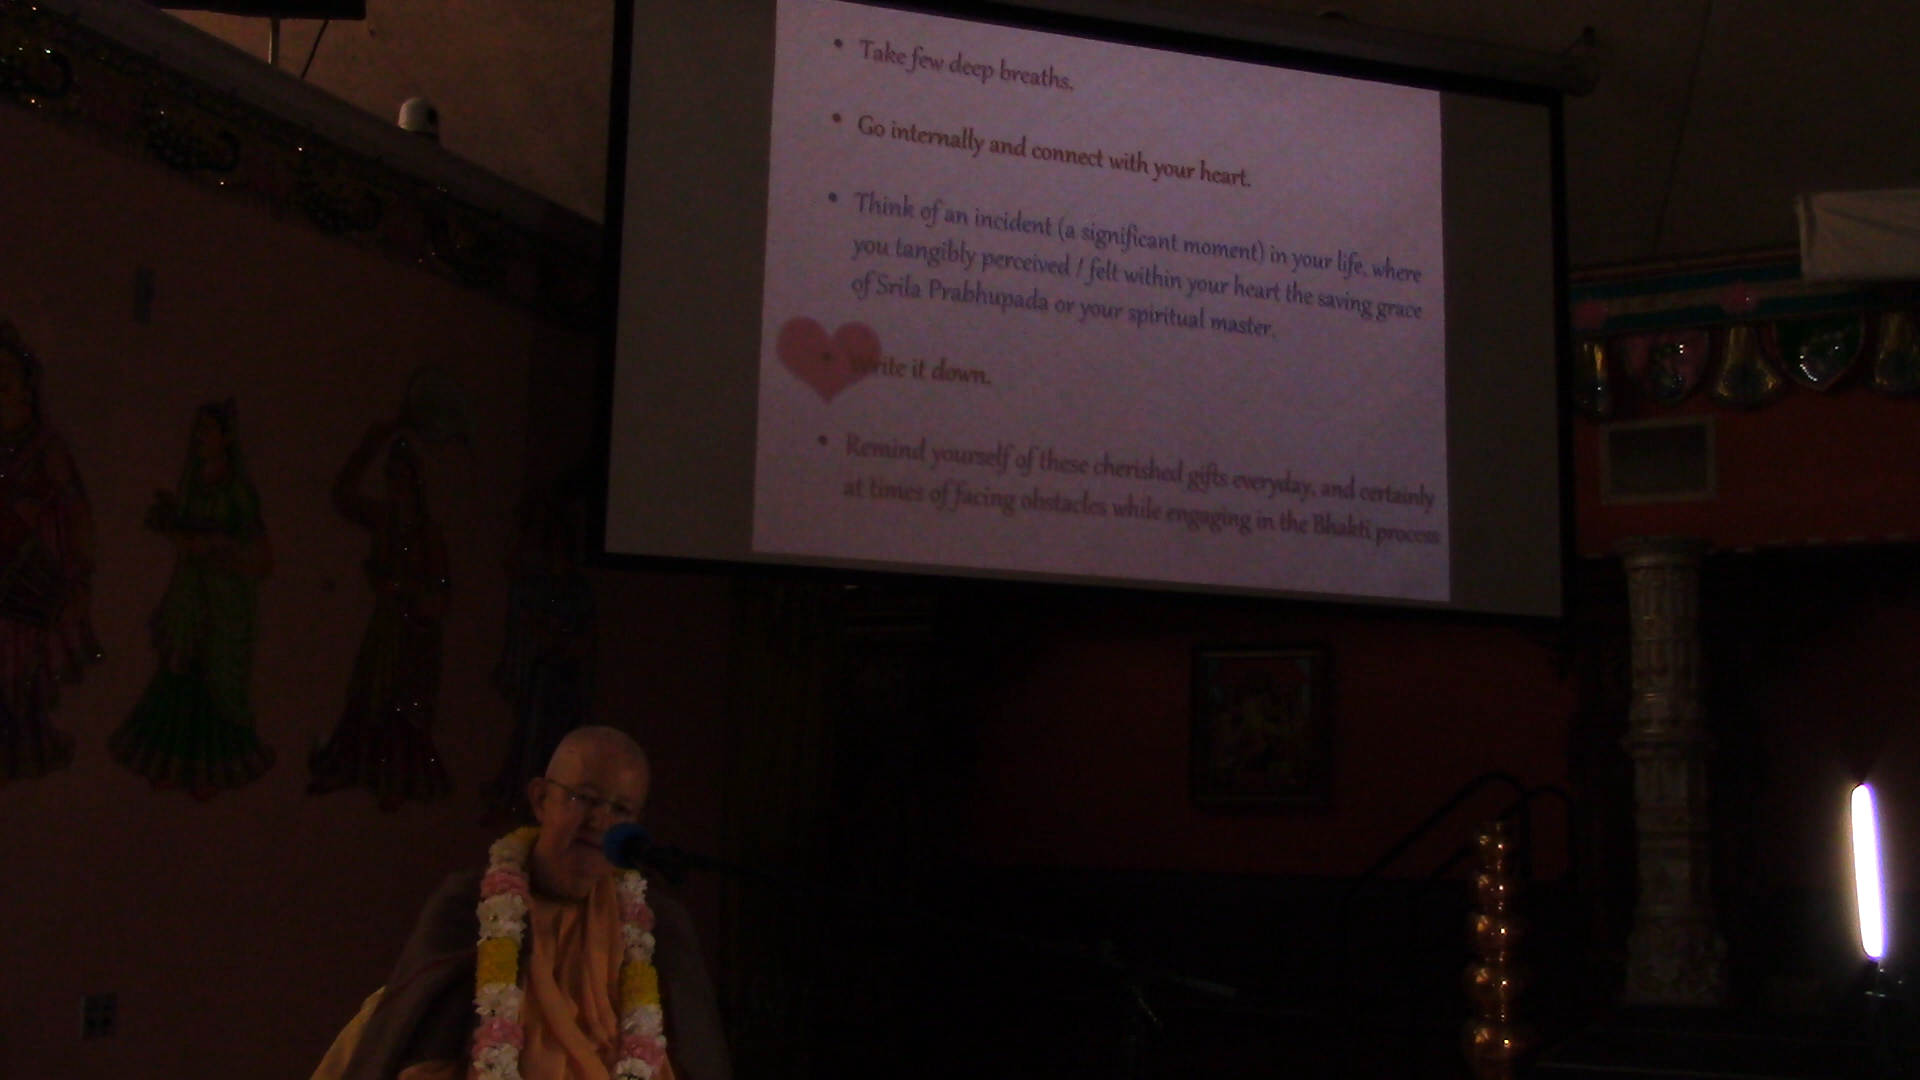 • Take few deep breaths.
• Go internally and connect with your heart.
• Think of an incident (a significant moment) in your life, where
you tangibly perceived / felt within your heart the saving grace
of Srila Prabhupada or your spiritual master.
• Write it down.
• Remind yourself of these cherished gifts everyday, and certainly
at times of facing obstacles while engaging in the Bhakti process